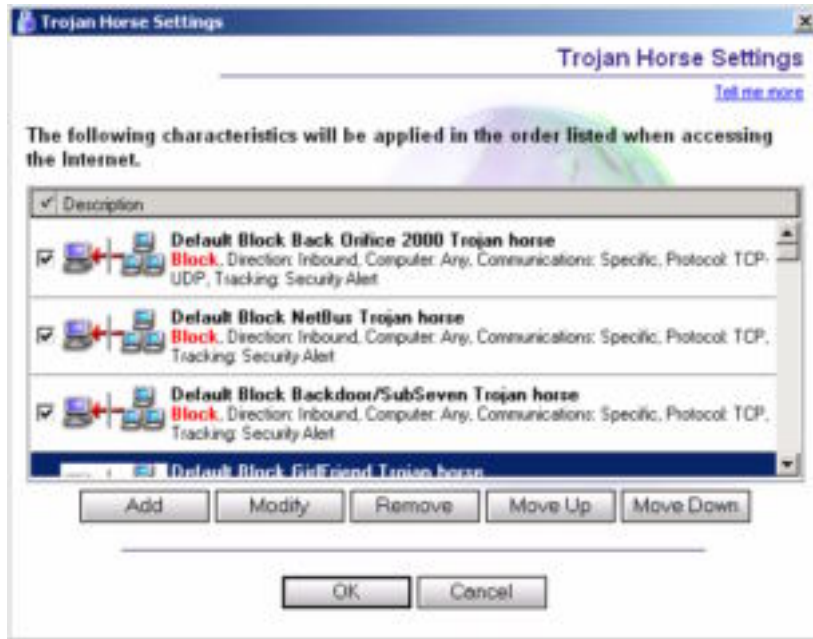 Trojan Horse Settings
Trojan Horse Settings
Tell me more
The following characteristics will be applied in the order listed when accessing
the Internet.
Description
Default Block Back Orifice 2000 Trojan horse
Block, Direction: Inbound, Computer: Any, Communications: Specific, Protocol: TCP-
UDP, Tracking: Security Alert
Default Block NetBus Trojan horse
Block, Direction: Inbound, Computer: Any, Communications: Specific, Protocol: TCP,
Tracking: Security Alert
Default Block Backdoor/SubSeven Trojan horse
Block, Direction: Inbound, Computer: Any, Communications: Specific, Protocol: TCP,
Tracking: Security Alert
Default Block GirlFriend Trojan horse
Add Modify Remove Move Up Move Down
OK Cancel